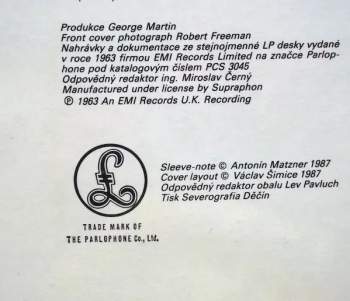 Produkce George Martin
Front cover photograph Robert Freeman
Nahrávky a dokumentace ze stejnojmenné LP desky vydané
v roce 1963 firmou EMI Records Limited na značce Parlop-
phone pod katalogovým číslem PCS 3045
Odpovědný redaktor ing. Miroslav Černý
Manufactured under license by Supraphon
℗ 1963 An EMI Records U.K. Recording
Sleeve-note © Antonín Matzner 1987
Cover layout © Václav Šimice 1987
Odpovědný redaktor obalu Lev Pavluch
Tisk Severografia Děčín
£
TRADE MARK OF
THE PARLOPHONE Co., Ltd.